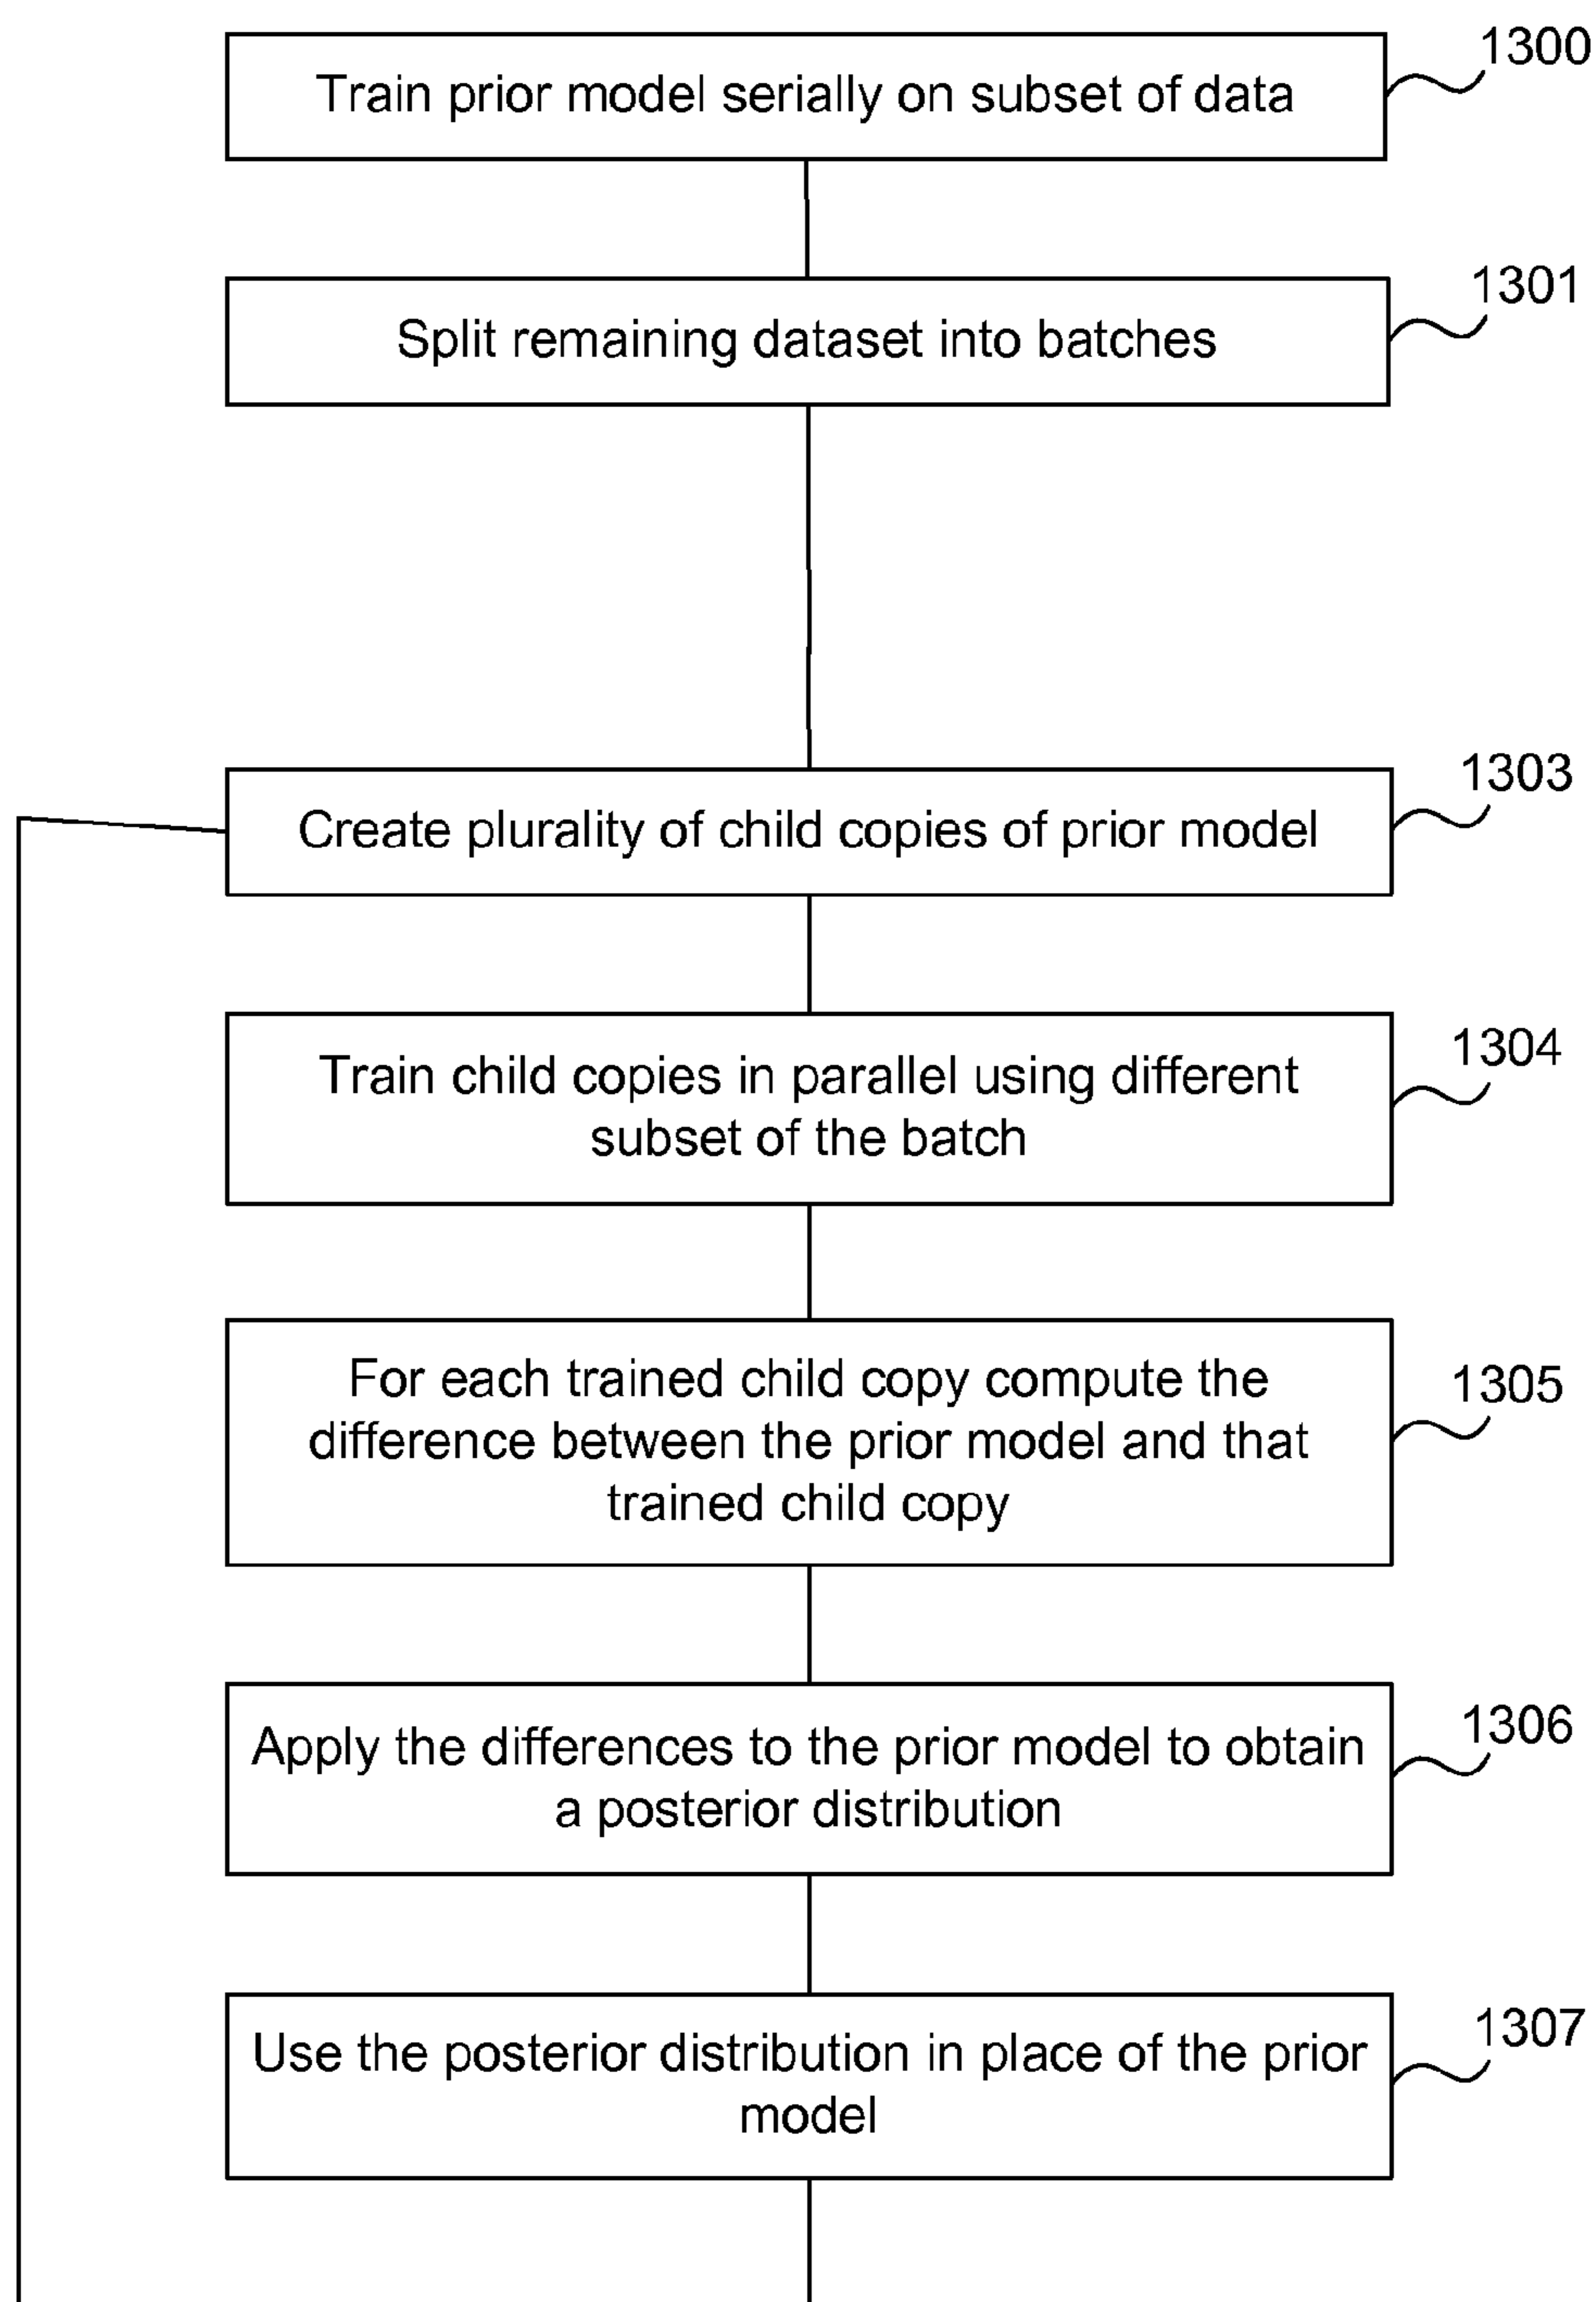 1300
Train prior model serially on subset of data
1301
Split remaining dataset into batches
1303
Create plurality of child copies of prior model
1304
Train child copies in parallel using different
subset of the batch
1305
For each trained child copy compute the
difference between the prior model and that
trained child copy
1306
Apply the differences to the prior model to obtain
a posterior distribution
1307
Use the posterior distribution in place of the prior
model